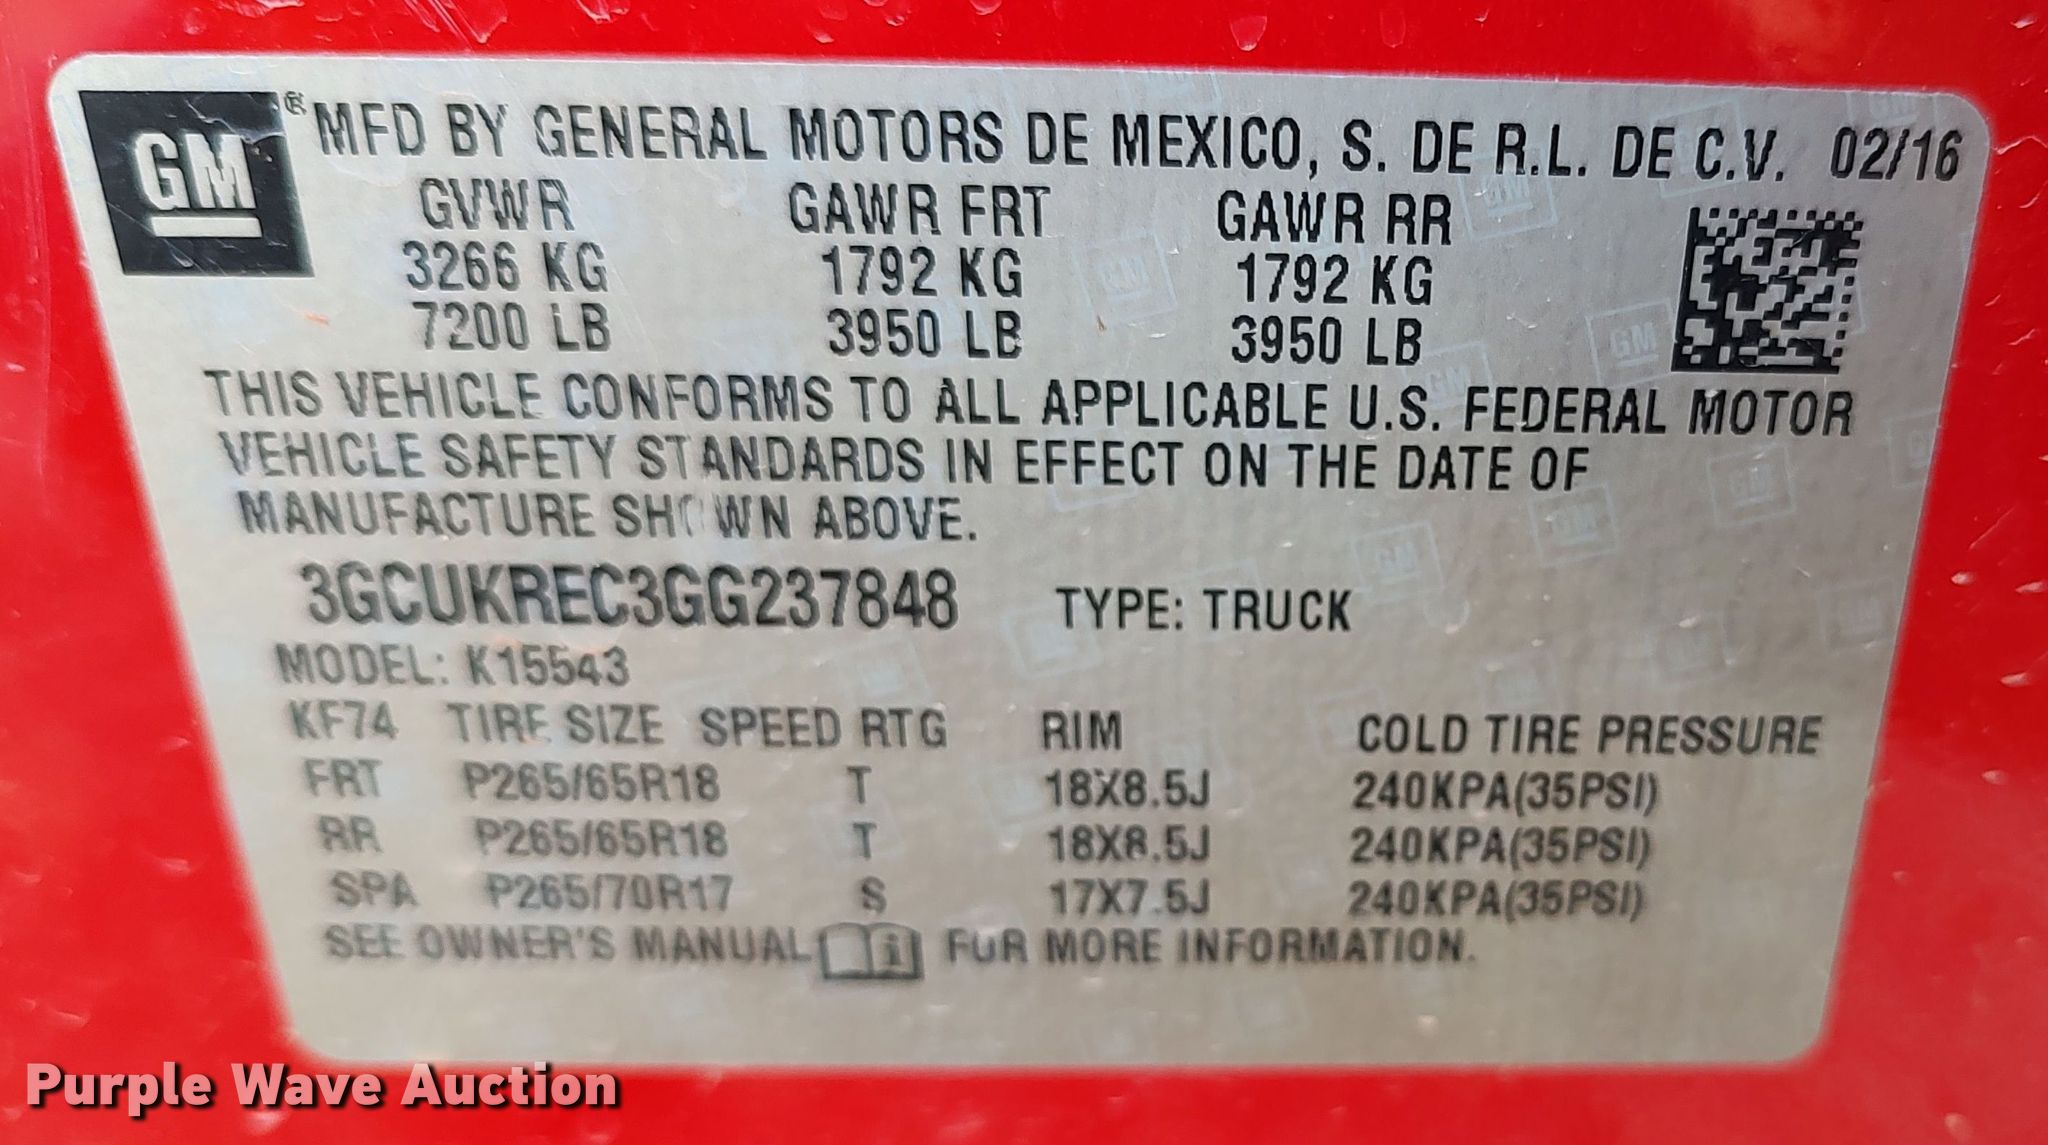 GM ® MFD BY GENERAL MOTORS DE MEXICO, S. DE R.L. DE C.V. 02/16
GVWR GAWR FRT GAWR RR
3266 KG 1792 KG 1792 KG
7200 LB 3950 LB 3950 LB
THIS VEHICLE CONFORMS TO ALL APPLICABLE U.S. FEDERAL MOTOR
VEHICLE SAFETY STANDARDS IN EFFECT ON THE DATE OF
MANUFACTURE SHOWN ABOVE.
3GCUKREC3GG237848 TYPE: TRUCK
MODEL: K15543
KF74 TIRE SIZE SPEED RTG RIM COLD TIRE PRESSURE
FRT P265/65R18 T 18X8.5J 240KPA(35PSI)
RR P265/65R18 T 18X8.5J 240KPA(35PSI)
SPA P265/70R17 S 17X7.5J 240KPA(35PSI)
SEE OWNER'S MANUAL i FOR MORE INFORMATION.
Purple Wave Auction